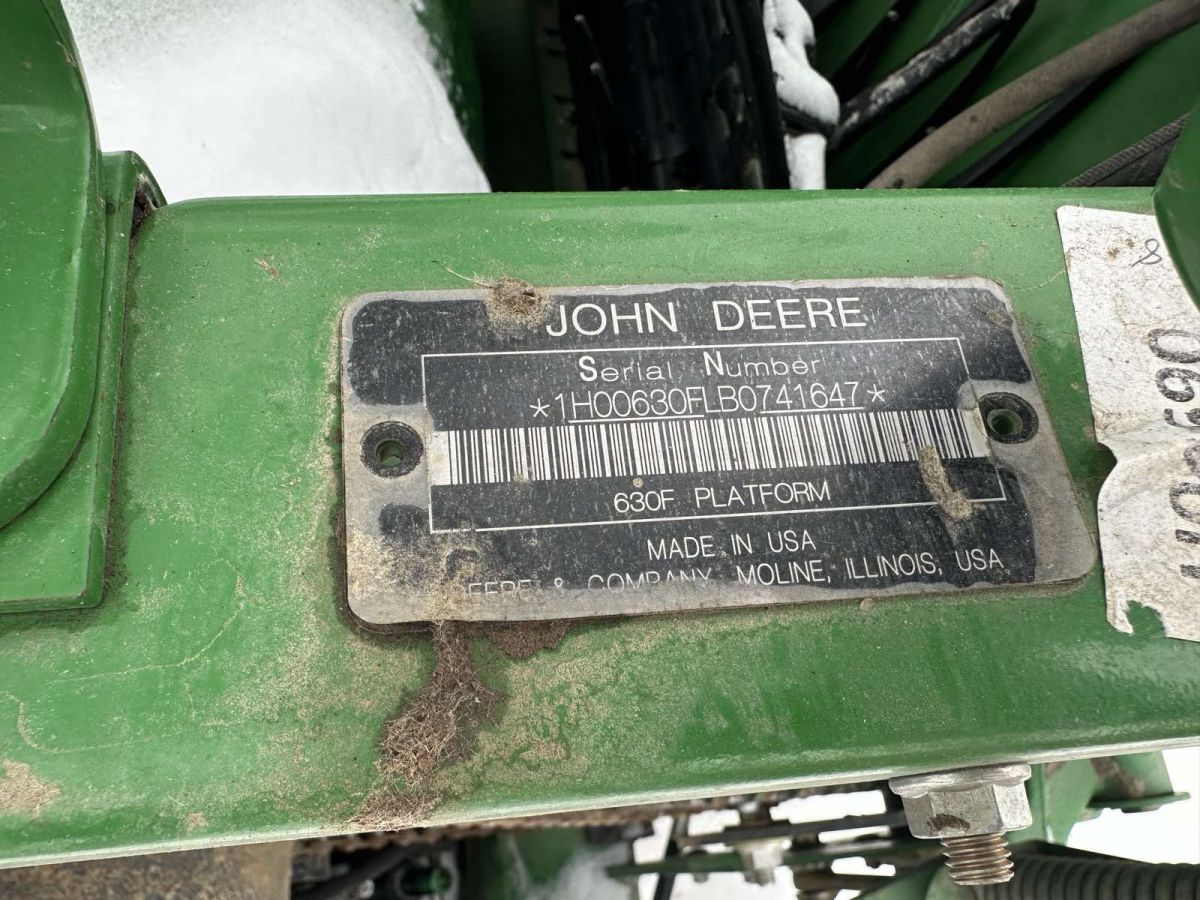 JOHN DEERE
Serial Number
*1H00630FLB0741647*
630F PLATFORM
MADE IN USA
& COMPANY MOLINE, ILLINOIS, USA